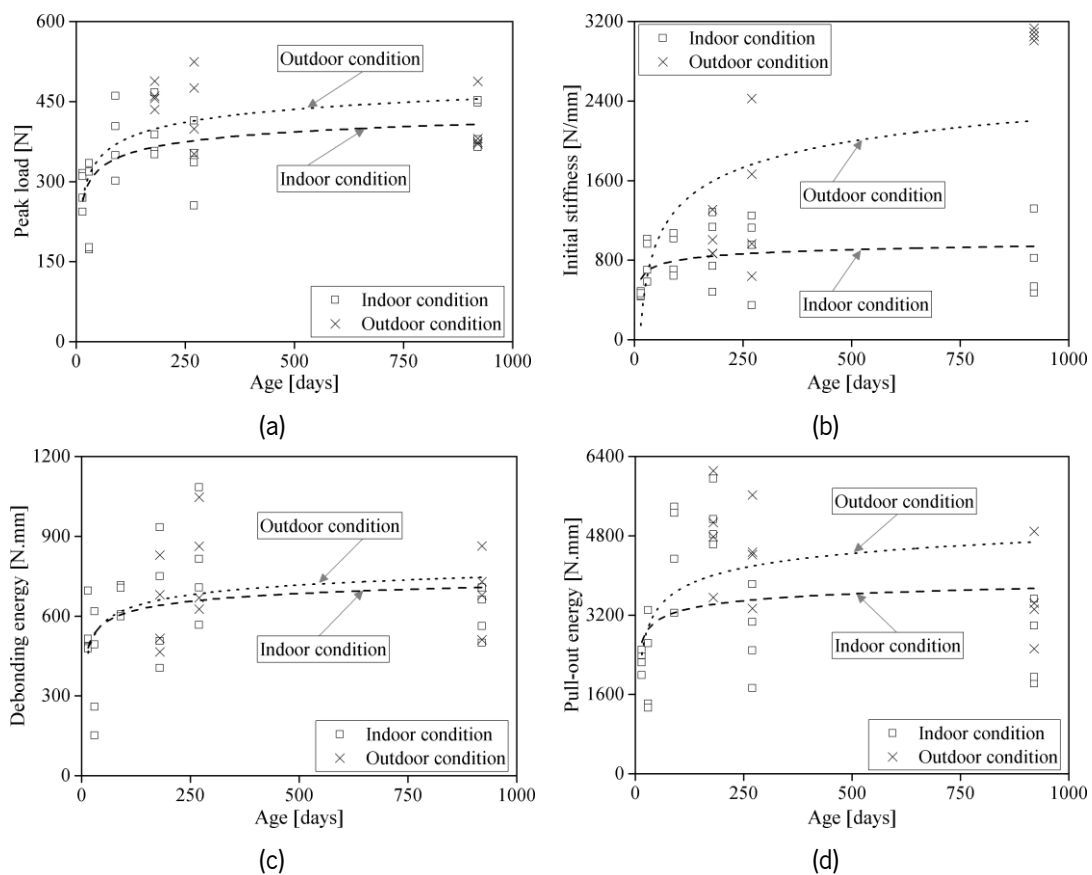 600
450
300
150
0
Peak load [N]
Outdoor condition
Indoor condition
Indoor condition
Outdoor condition
0
250
500
750
1000
Age [days]
(a)
3200
2400
1600
800
0
Initial stiffness [N/mm]
Indoor condition
Outdoor condition
Outdoor condition
Indoor condition
0
250
500
750
1000
Age [days]
(b)
1200
900
600
300
0
Debonding energy [N.mm]
Outdoor condition
Indoor condition
Indoor condition
Outdoor condition
0
250
500
750
1000
Age [days]
(c)
6400
4800
3200
1600
0
Pull-out energy [N.mm]
Outdoor condition
Indoor condition
Indoor condition
Outdoor condition
0
250
500
750
1000
Age [days]
(d)